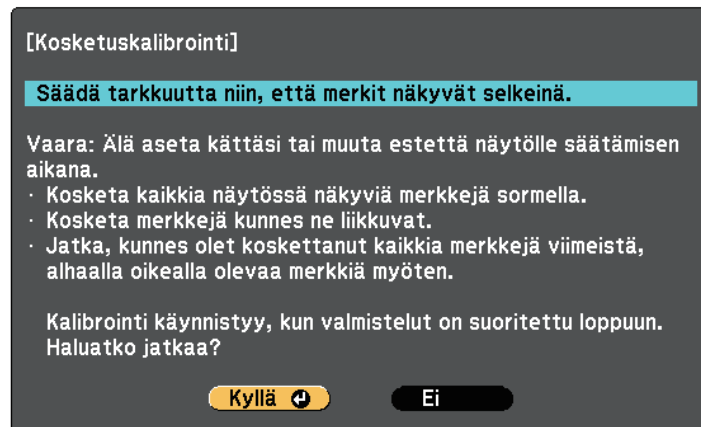 [Kosketuskalibrointi]
Säädä tarkkuutta niin, että merkit näkyvät selkeinä.
Vaara: Älä aseta kättäsi tai muuta estettä näytölle säätämisen
aikana.
· Kosketa kaikkia näytössä näkyviä merkkejä sormella.
· Kosketa merkkejä kunnes ne liikkuvat.
· Jatka, kunnes olet koskettanut kaikkia merkkejä viimeistä,
alhaalla oikealla olevaa merkkiä myöten.
Kalibrointi käynnistyy, kun valmistelut on suoritettu loppuun.
Haluatko jatkaa?
Kyllä Ei